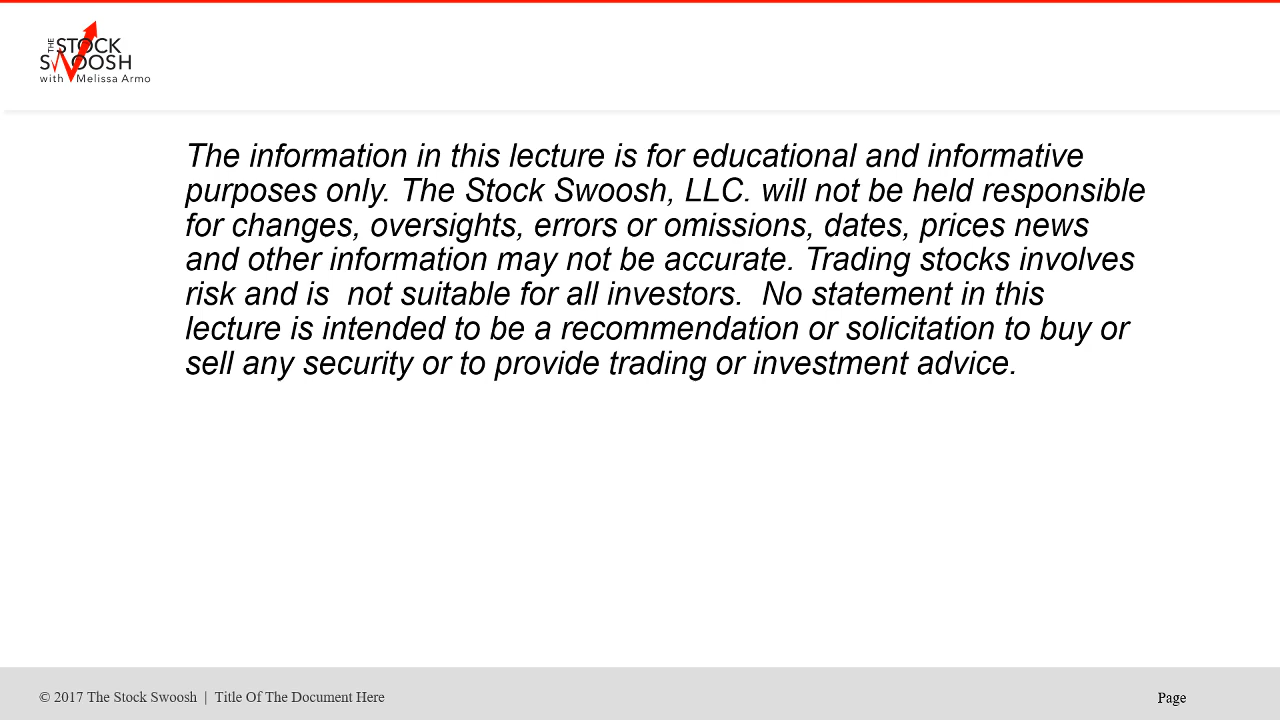 THE STOCK
SWOOSH
with Melissa Armo
The information in this lecture is for educational and informative
purposes only. The Stock Swoosh, LLC. will not be held responsible
for changes, oversights, errors or omissions, dates, prices news
and other information may not be accurate. Trading stocks involves
risk and is  not suitable for all investors.  No statement in this
lecture is intended to be a recommendation or solicitation to buy or
sell any security or to provide trading or investment advice.
© 2017 The Stock Swoosh | Title Of The Document Here
Page